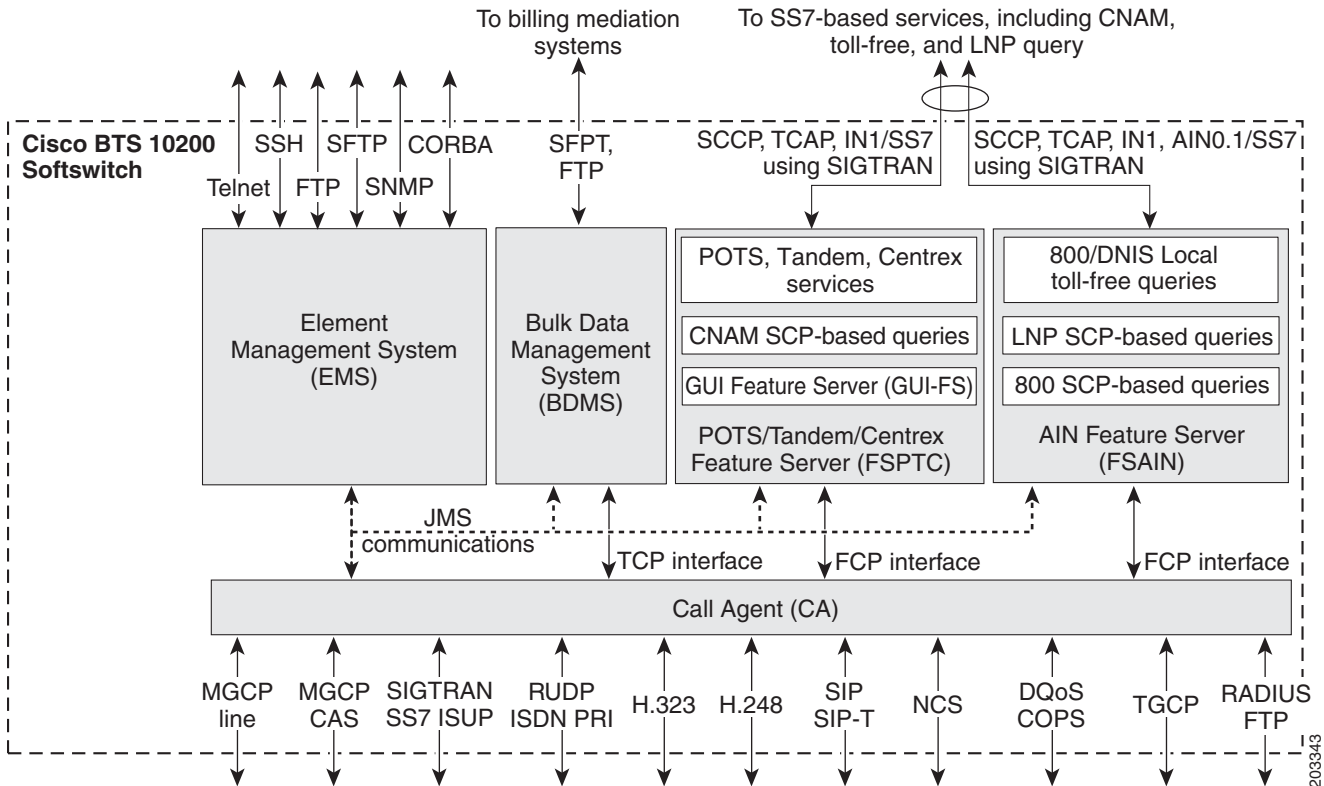 To billing mediation
systems
To SS7-based services, including CNAM,
toll-free, and LNP query
Cisco BTS 10200
Softswitch
SSH
SFTP
CORBA
Telnet
FTP
SNMP
SFPT,
FTP
SCCP, TCAP, IN1/SS7
using SIGTRAN
SCCP, TCAP, IN1, AIN0.1/SS7
using SIGTRAN
Element
Management System
(EMS)
Bulk Data
Management
System
(BDMS)
POTS, Tandem, Centrex
services
CNAM SCP-based queries
GUI Feature Server (GUI-FS)
POTS/Tandem/Centrex
Feature Server (FSPTC)
800/DNIS Local
toll-free queries
LNP SCP-based queries
800 SCP-based queries
AIN Feature Server
(FSAIN)
JMS
communications
TCP interface
FCP interface
FCP interface
Call Agent (CA)
MGCP
line
MGCP
CAS
SIGTRAN
SS7 ISUP
RUDP
ISDN PRI
H.323
H.248
SIP
SIP-T
NCS
DQoS
COPS
TGCP
RADIUS
FTP
203343